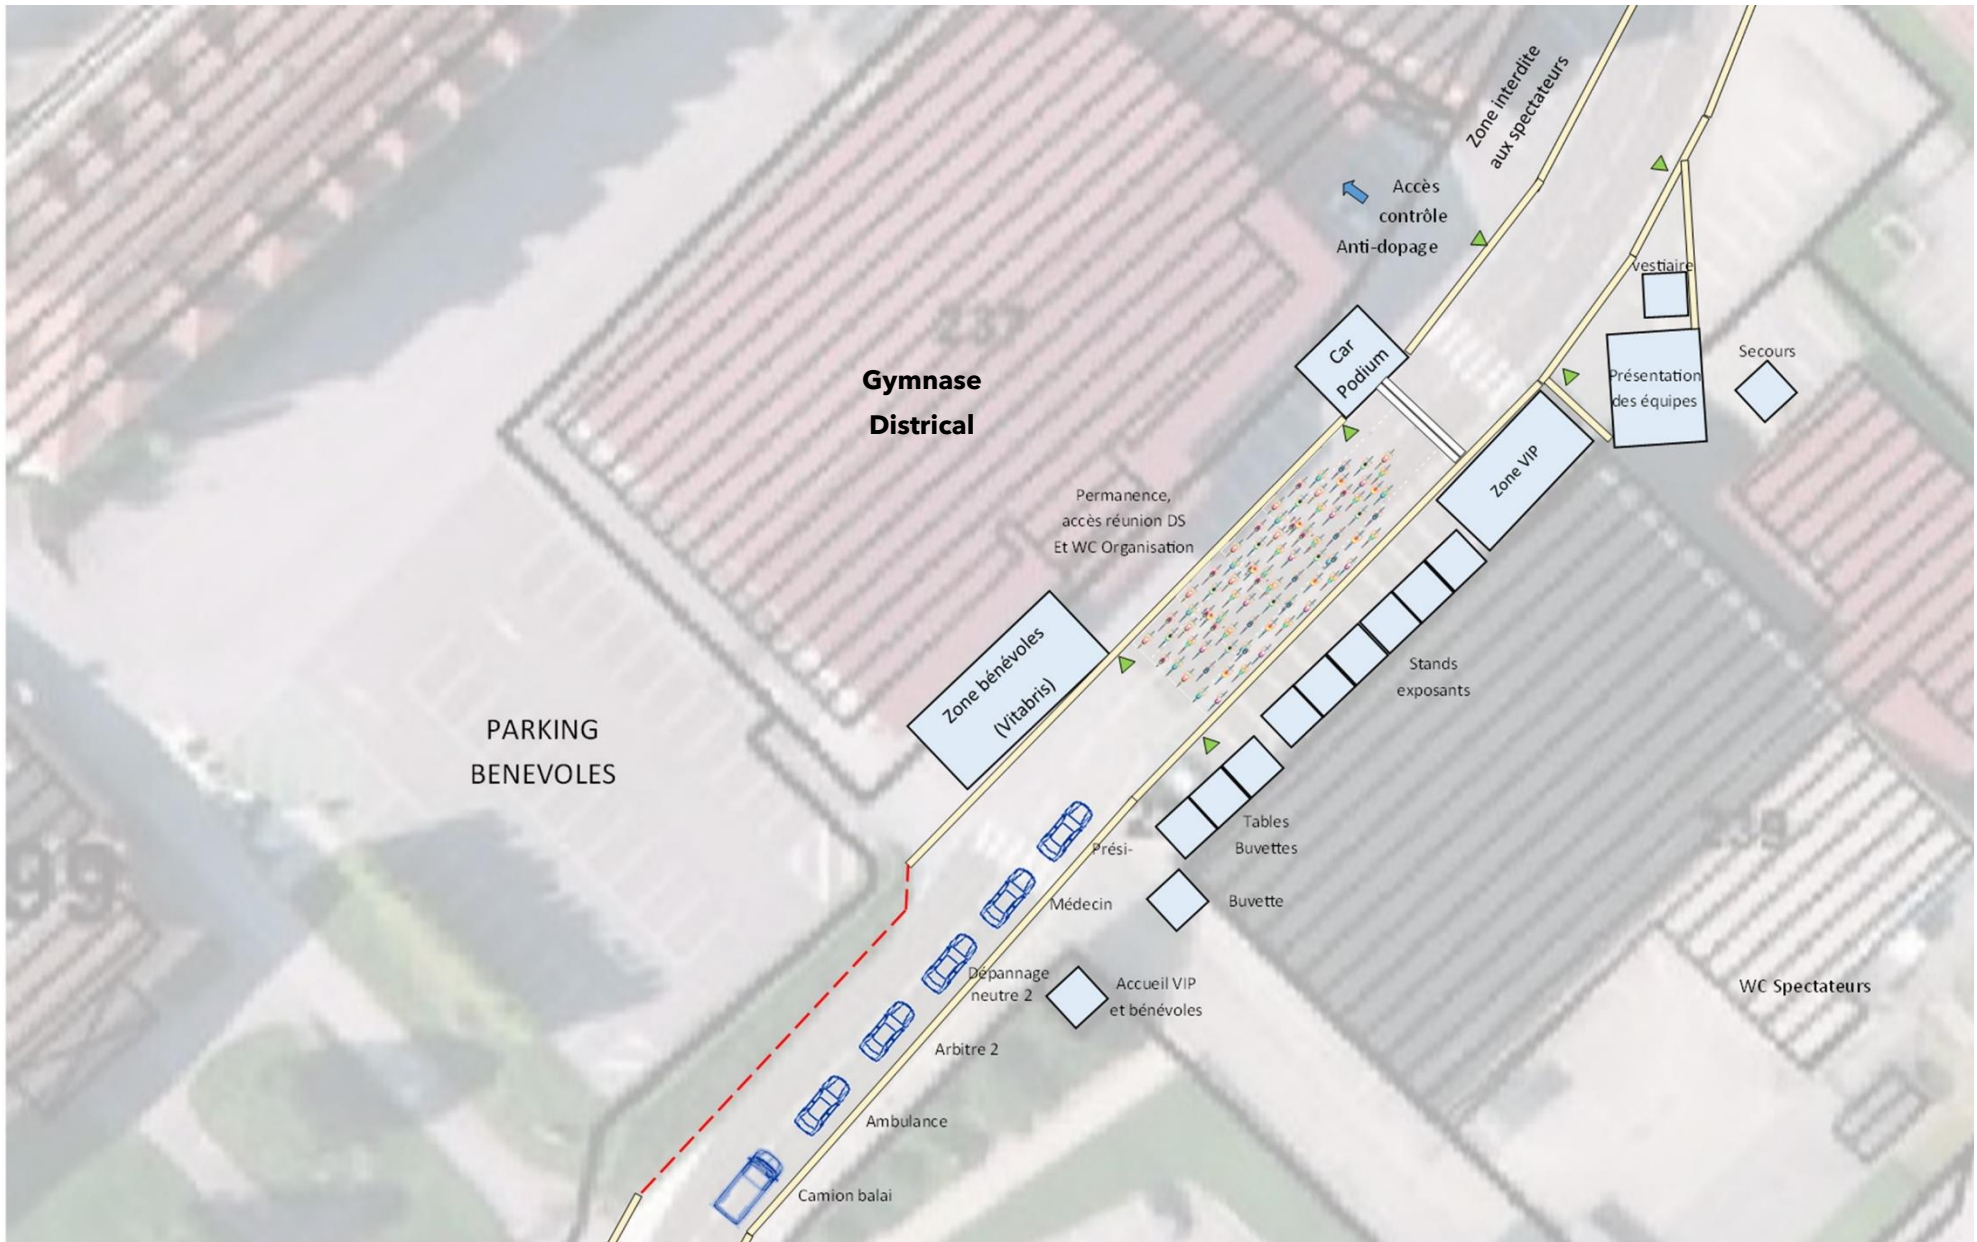 Zone interdite
aux spectateurs
Accès
contrôle
Anti-dopage
vestiaire
Car
Podium
Secours
Présentation
des équipes
237
Gymnase
Districal
Zone VIP
Permanence,
accès réunion DS
Et WC Organisation
Zone bénévoles
(Vitabris)
Stands
exposants
PARKING
BENEVOLES
Tables
Buvettes
Prési-
99
Médecin
Buvette
Dépannage
neutre 2
Accueil VIP
et bénévoles
WC Spectateurs
Arbitre 2
Ambulance
Camion balai